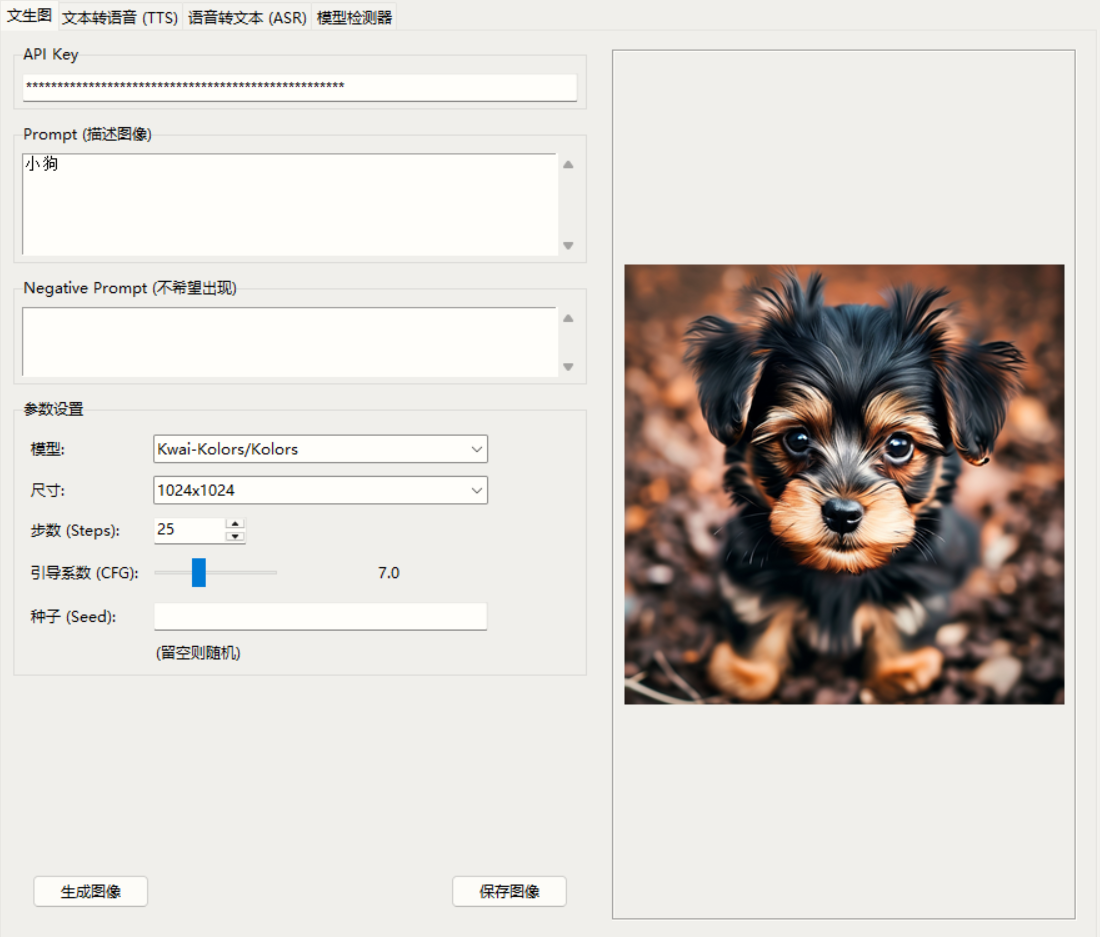 文生图 文本转语音 (TTS) 语音转文本 (ASR) 模型检测器
API Key
***************************************************
Prompt (描述图像)
小狗
Negative Prompt (不希望出现)
参数设置
模型: Kwai-Kolors/Kolors
尺寸: 1024x1024
步数 (Steps): 25
引导系数 (CFG): 7.0
种子 (Seed):
(留空则随机)
生成图像 保存图像